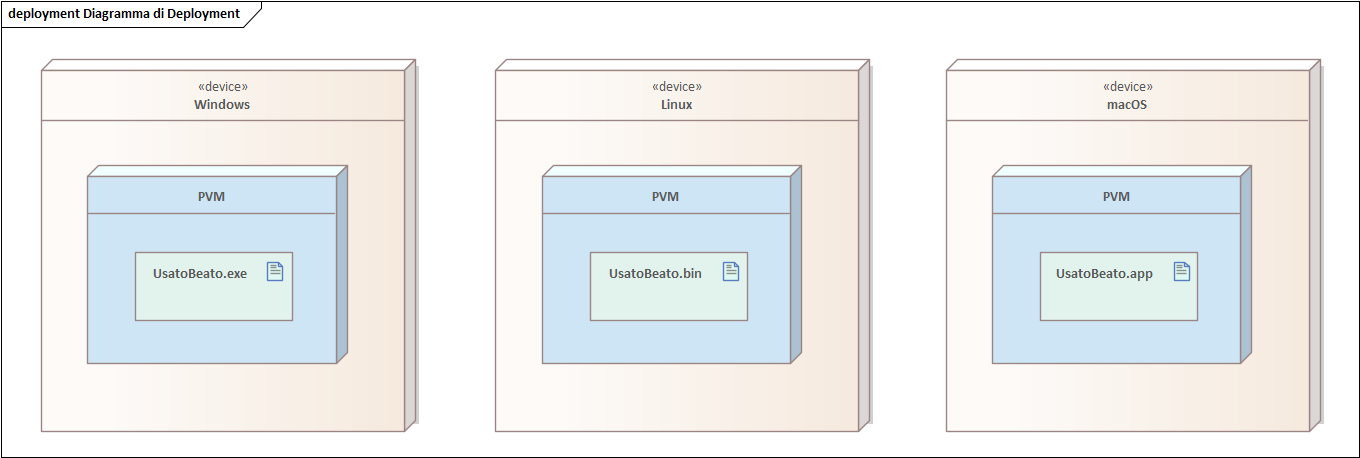 deployment Diagramma di Deployment
«device»
Windows
PVM
UsatoBeato.exe
«device»
Linux
PVM
UsatoBeato.bin
«device»
macOS
PVM
UsatoBeato.app